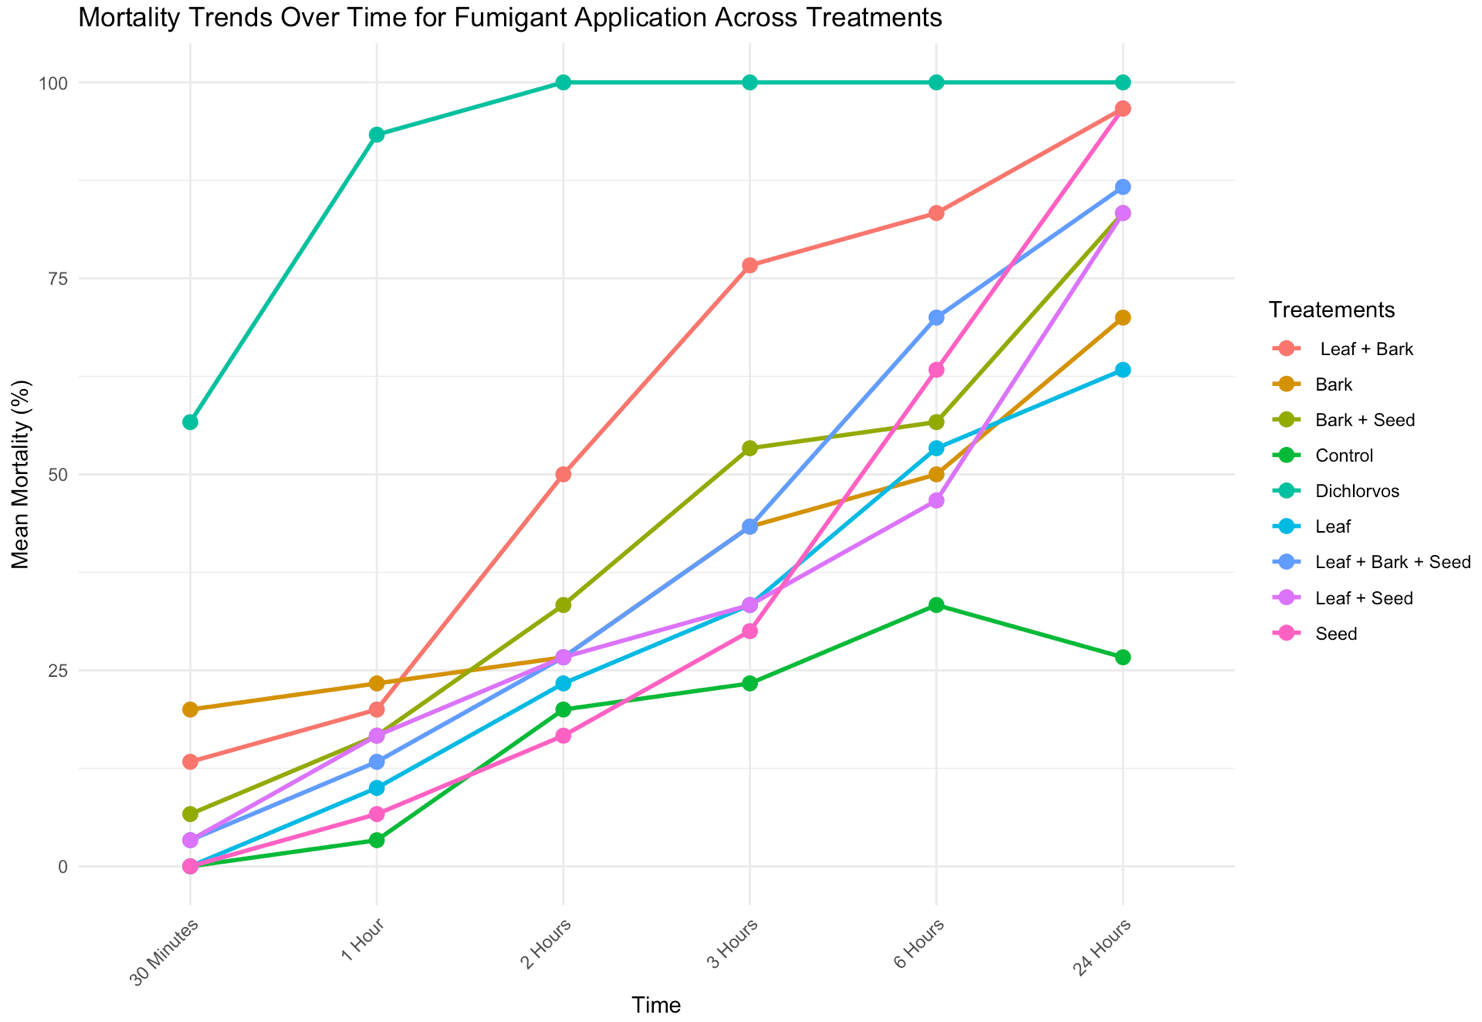 Mortality Trends Over Time for Fumigant Application Across Treatments
Mean Mortality (%)
100
75
50
25
0
30 Minutes
1 Hour
2 Hours
3 Hours
6 Hours
24 Hours
Time
Treatements
Leaf + Bark
Bark
Bark + Seed
Control
Dichlorvos
Leaf
Leaf + Bark + Seed
Leaf + Seed
Seed